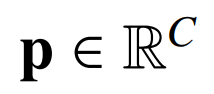 𝐩 ∈ ℝ^C